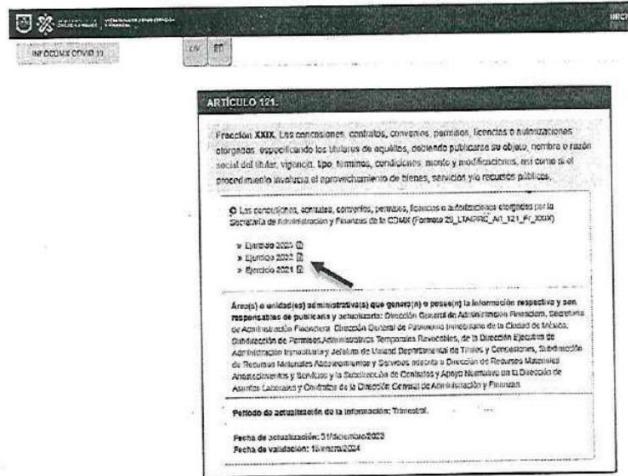 INICIO
INFOCDMX COVID 19
ARTÍCULO 121.
Fracción XXIX. Las concesiones, contratos, convenios, permisos, licencias o autorizaciones
otorgados, especificando los titulares de aquéllos, debiendo publicarse su objeto, nombre o razón
social del titular, vigencia, tipo, términos, condiciones, monto y modificaciones, así como si el
procedimiento involucra el aprovechamiento de bienes, servicios y/o recursos públicos.
Las concesiones, contratos, convenios, permisos, licencias o autorizaciones otorgados por la
Secretaría de Administración y Finanzas de la CDMX (Formato 29_LTAIPRC_Art_121_Fr_XXIX)
» Ejercicio 2023
» Ejercicio 2022
» Ejercicio 2021
Área(s) o unidad(es) administrativa(s) que genera(n) o posee(n) la información respectiva y son
responsables de publicarla y actualizarla: Dirección General de Administración Financiera, Secretaría
de Administración Financiera, Dirección General de Patrimonio Inmobiliario de la Ciudad de México,
Subdirección de Permisos Administrativos Temporales Revocables, de la Dirección Ejecutiva de
Administración Inmobiliaria y Jefatura de Unidad Departamental de Títulos y Concesiones, Subdirección
de Recursos Materiales Abastecimientos y Servicios adscrita a Dirección de Recursos Materiales
Abastecimientos y Servicios y la Subdirección de Contratos y Apoyo Normativo en la Dirección de
Asuntos Laborales y Contratos de la Dirección General de Administración y Finanzas.
Periodo de actualización de la información: Trimestral.
Fecha de actualización: 31/diciembre/2023
Fecha de validación: 15/enero/2024